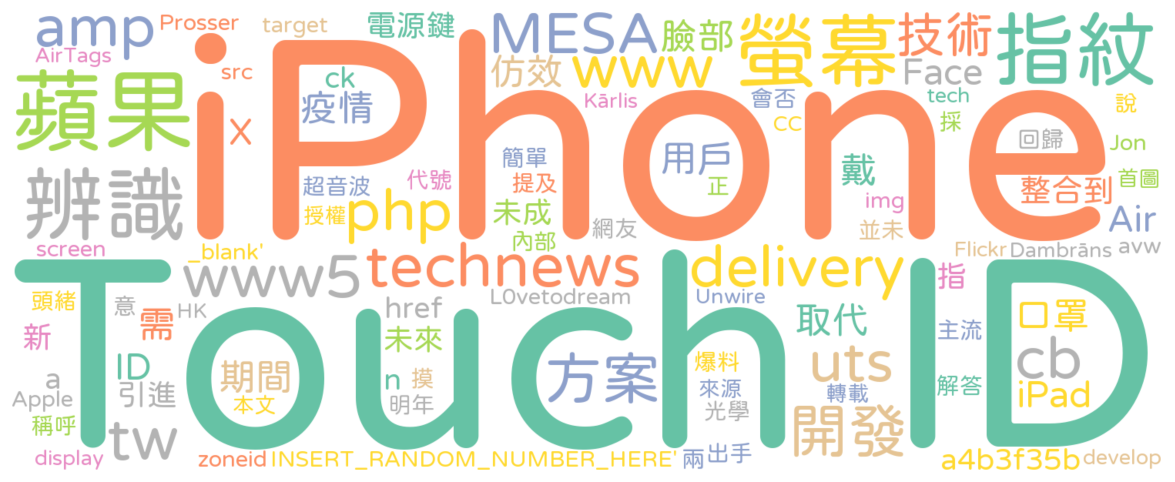 amp
Prosser
target
電源鍵
MESA
臉部
螢幕
技術
指紋
AirTags
src
ck
仿效
www
Face
蘋果
iPhone
x
疫情
Kārlis
會否
tech
說
CC
採
辨識
超音波
代號
簡單
用戶
戴
回歸
Jon
提及
正
整合到
首圖
授權
php
未成
img
Air
內部
網友
並未
screen
_blank'
www5
technews
delivery
Flickr
Dambrāns
avw
Touch ID
頭緒
意
HK
href
L0vetodream
Unwire
指
新
需
未來
取代
主流
口罩
ID
期間
n
摸
方案
爆料
uts
cb
a
引進
來源
轉載
解答
iPad
Apple
本文
明年
光學
稱呼
tw
開發
display
zoneid
INSERT_RANDOM_NUMBER_HERE'
兩
出手
a4b3f35b
develop